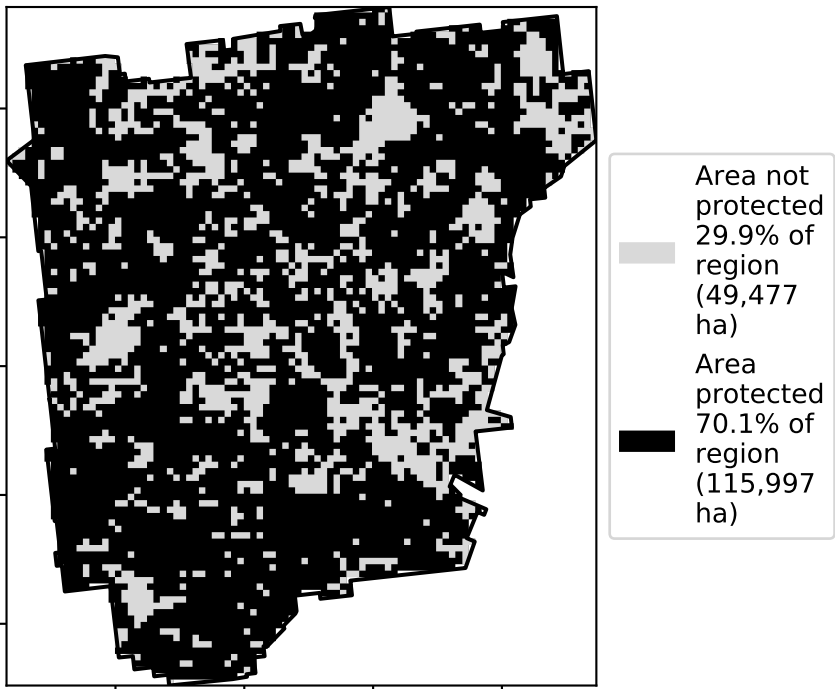 Area not
protected
29.9% of
region
(49,477
ha)
Area
protected
70.1% of
region
(115,997
ha)